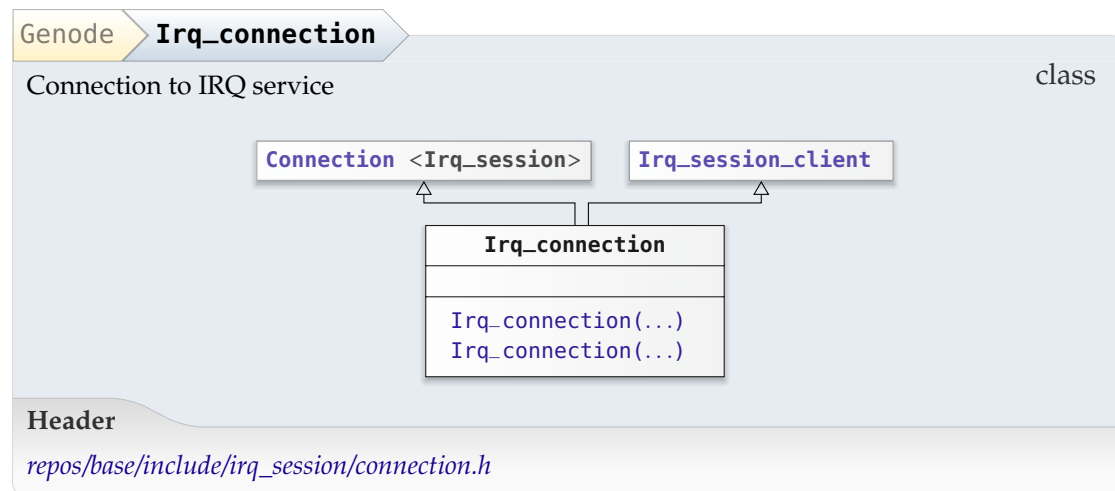 Genode Irq_connection
Connection to IRQ service
class
Connection <Irq_session> Irq_session_client
Irq_connection
Irq_connection(...)
Irq_connection(...)
Header
repos/base/include/irq_session/connection.h